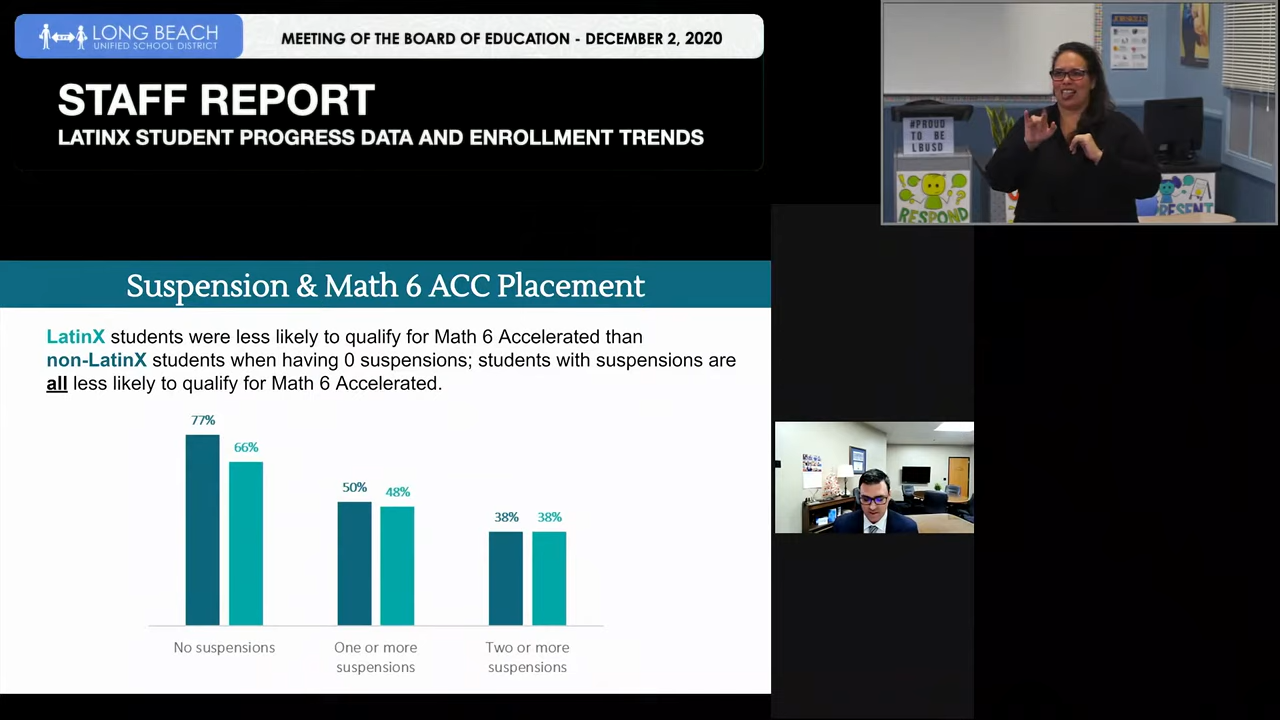 LONG BEACH
UNIFIED SCHOOL DISTRICT
MEETING OF THE BOARD OF EDUCATION - DECEMBER 2, 2020
STAFF REPORT
LATINX STUDENT PROGRESS DATA AND ENROLLMENT TRENDS
#PROUD
TO BE
LBUSD
RESPOND
PRESENT
Suspension & Math 6 ACC Placement
LatinX students were less likely to qualify for Math 6 Accelerated than
non-LatinX students when having 0 suspensions; students with suspensions are
all less likely to qualify for Math 6 Accelerated.
77%
66%
50%
48%
38%
38%
No suspensions
One or more
suspensions
Two or more
suspensions